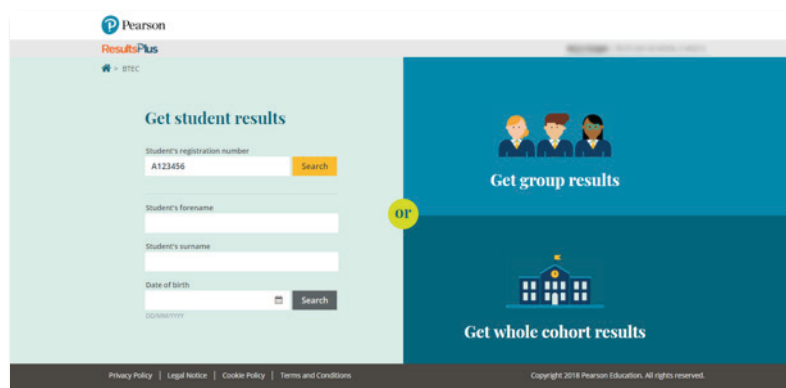 Pearson
ResultsPlus
> BTEC
Get student results
Student's registration number
A123456 Search
Student's forename
Student's surname
Date of birth
Search
DD/MM/YYYY
or
Get group results
Get whole cohort results
Privacy Policy | Legal Notice | Cookie Policy | Terms and Conditions
Copyright 2018 Pearson Education. All rights reserved.